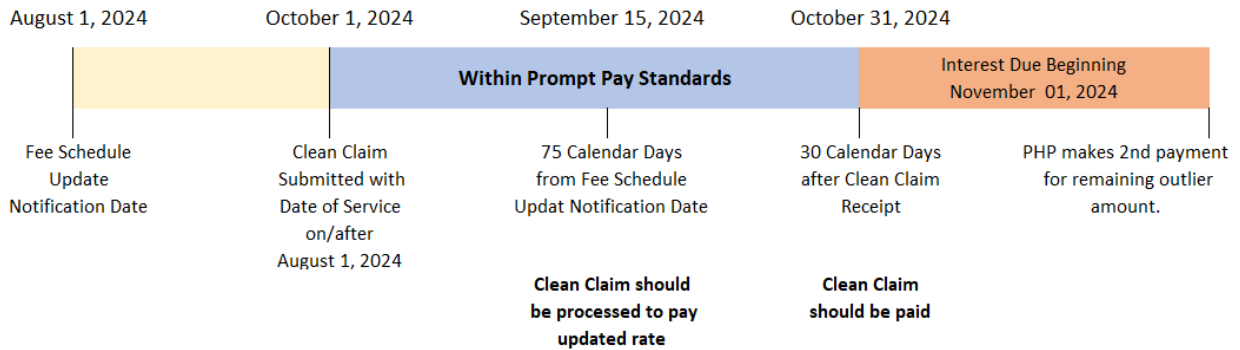 August 1, 2024
October 1, 2024
September 15, 2024
October 31, 2024
Within Prompt Pay Standards
Interest Due Beginning
November 01, 2024
Fee Schedule
Update
Notification Date
Clean Claim
Submitted with
Date of Service
on/after
August 1, 2024
75 Calendar Days
from Fee Schedule
Updat Notification Date
Clean Claim should
be processed to pay
updated rate
30 Calendar Days
after Clean Claim
Receipt
Clean Claim
should be paid
PHP makes 2nd payment
for remaining outlier
amount.